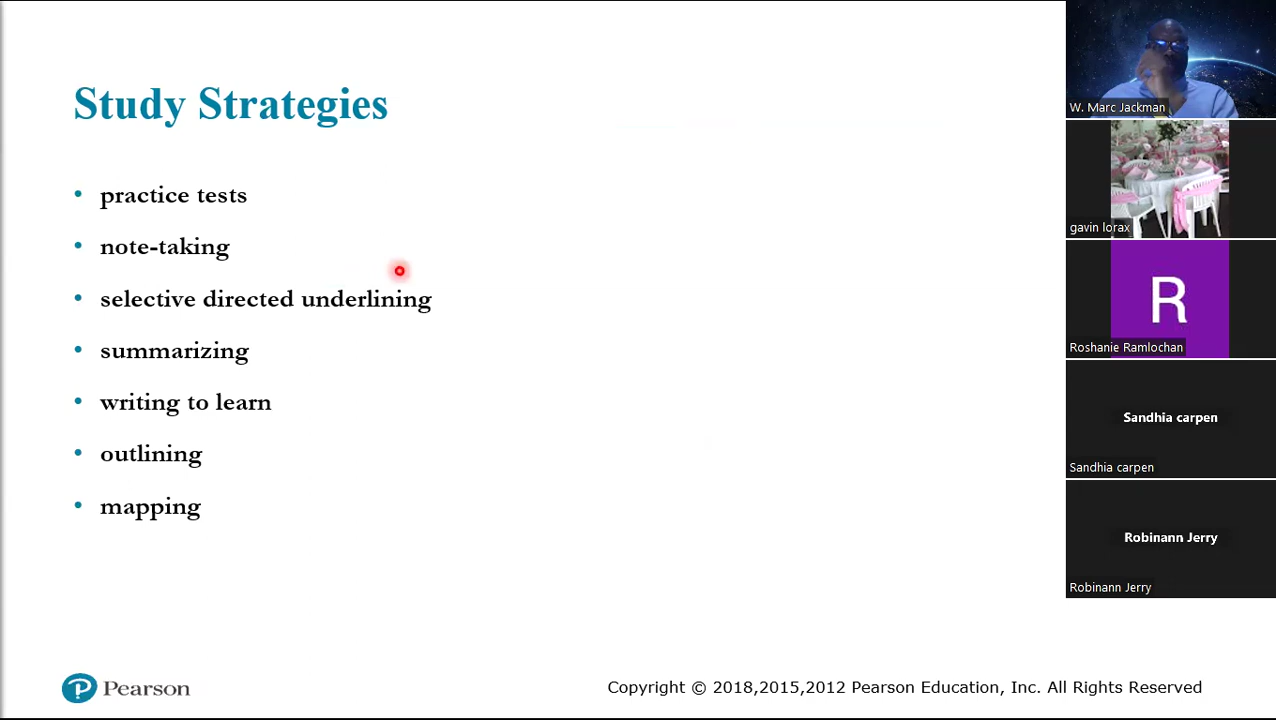 Study Strategies
• practice tests
• note-taking
• selective directed underlining
• summarizing
• writing to learn
• outlining
• mapping
Pearson
Copyright © 2018,2015,2012 Pearson Education, Inc. All Rights Reserved
W. Marc Jackman
gavin lorax
R
Roshanie Ramlochan
Sandhia carpen
Sandhia carpen
Robinann Jerry
Robinann Jerry